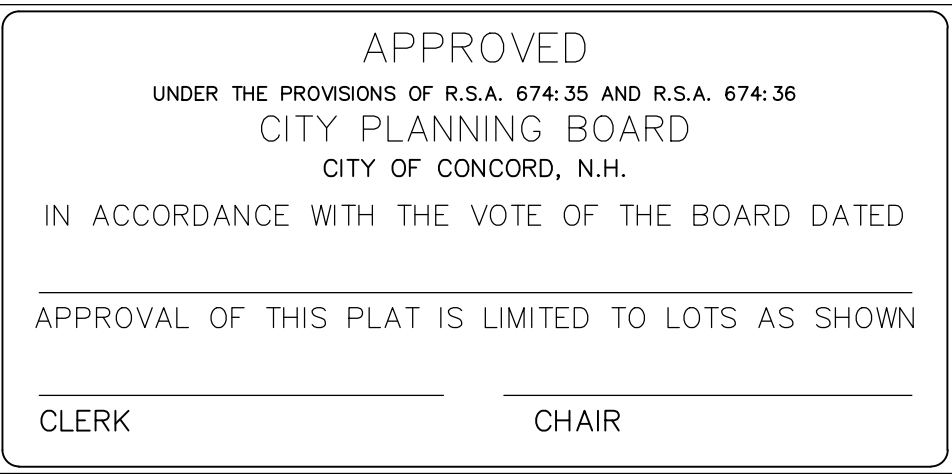 APPROVED
UNDER THE PROVISIONS OF R.S.A. 674:35 AND R.S.A. 674:36
CITY PLANNING BOARD
CITY OF CONCORD, N.H.
IN ACCORDANCE WITH THE VOTE OF THE BOARD DATED
APPROVAL OF THIS PLAT IS LIMITED TO LOTS AS SHOWN
CLERK CHAIR